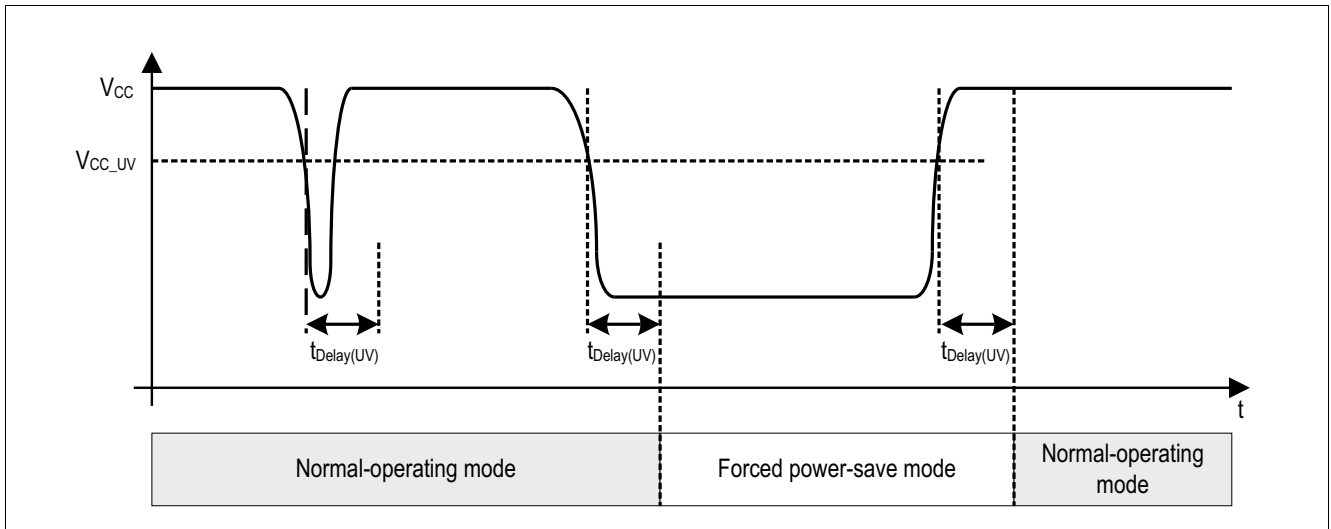 VCC
VCC_UV
tDelay(UV)
tDelay(UV)
tDelay(UV)
t
Normal-operating mode
Forced power-save mode
Normal-operating
mode